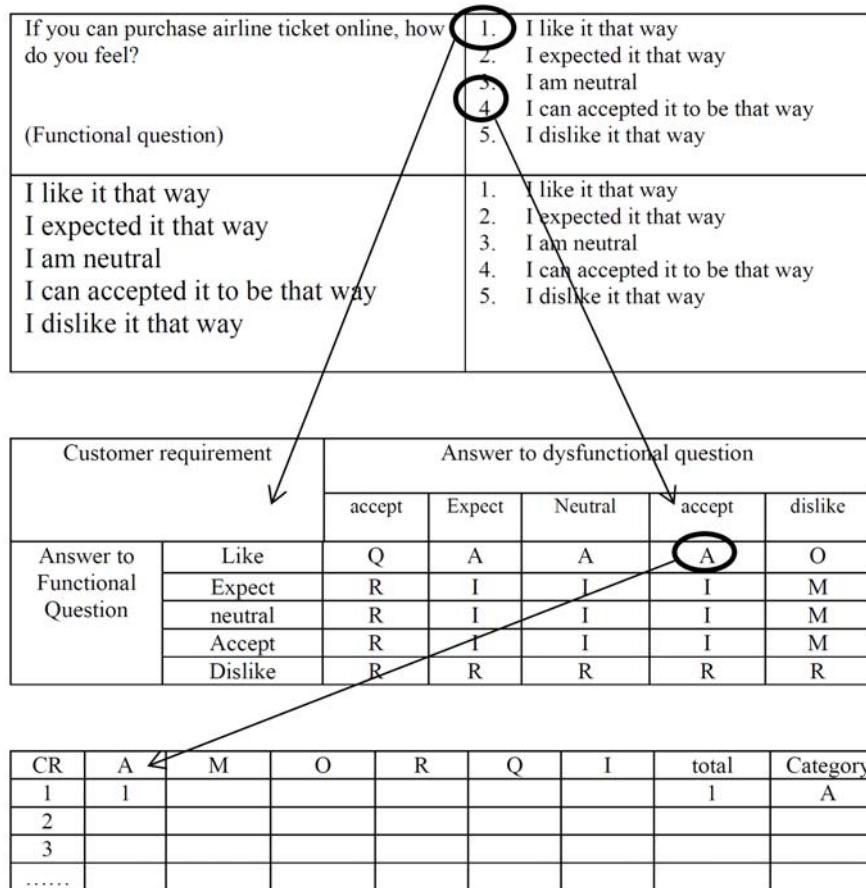 If you can purchase airline ticket online, how
do you feel?
(Functional question)
1. I like it that way
2. I expected it that way
3. I am neutral
4 I can accepted it to be that way
5. I dislike it that way
I like it that way
I expected it that way
I am neutral
I can accepted it to be that way
I dislike it that way
1. I like it that way
2. I expected it that way
3. I am neutral
4. I can accepted it to be that way
5. I dislike it that way
Customer requirement Answer to dysfunctional question
accept Expect Neutral accept dislike
Answer to Functional Question
Like Q A A A O
Expect R I I I M
neutral R I I I M
Accept R I I I M
Dislike R R R R R
CR A M O R Q I total Category
1 1 1 A
2
3
......